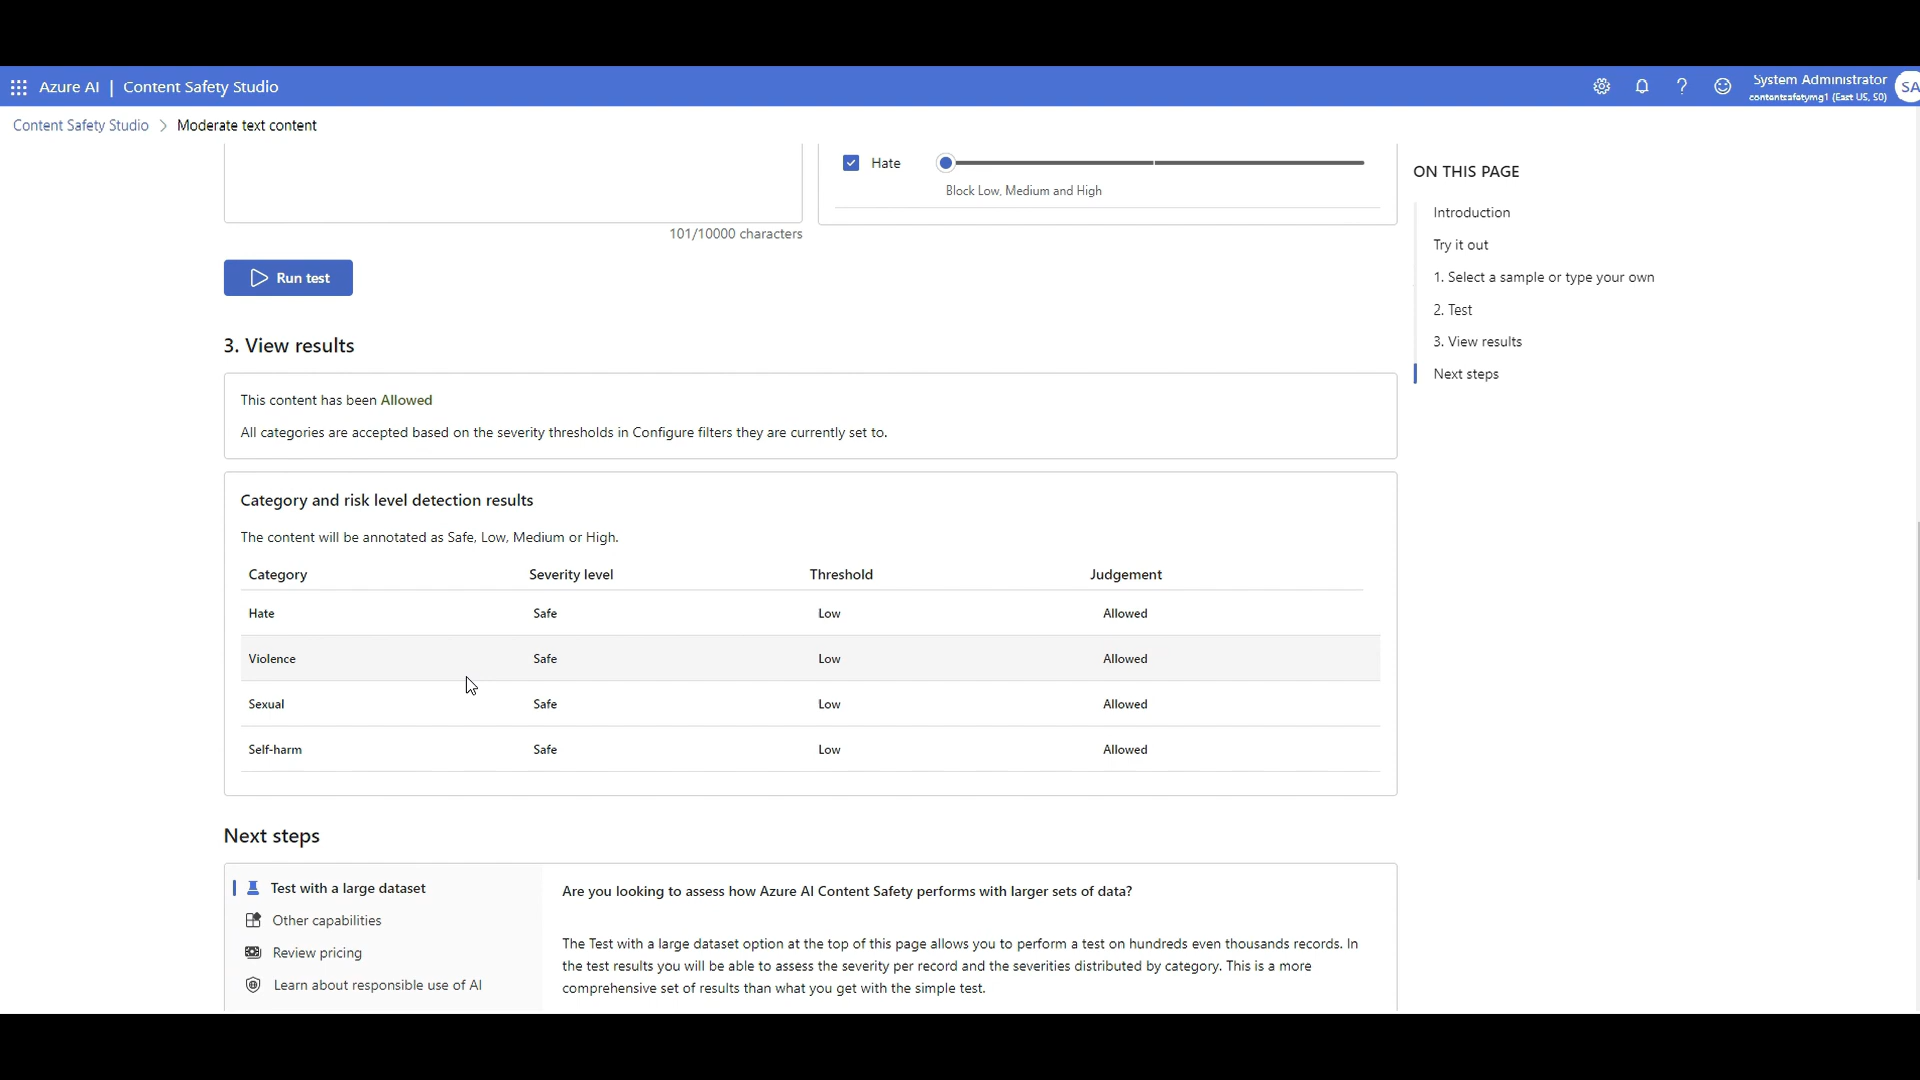 Azure AI | Content Safety Studio
System Administrator
contentsafetymg1 (East US, S0)
SA
Content Safety Studio > Moderate text content
Hate
Block Low, Medium and High
101/10000 characters
Run test
3. View results
This content has been Allowed
All categories are accepted based on the severity thresholds in Configure filters they are currently set to.
Category and risk level detection results
The content will be annotated as Safe, Low, Medium or High.
Category Severity level Threshold Judgement
Hate Safe Low Allowed
Violence Safe Low Allowed
Sexual Safe Low Allowed
Self-harm Safe Low Allowed
Next steps
Test with a large dataset
Other capabilities
Review pricing
Learn about responsible use of AI
Are you looking to assess how Azure AI Content Safety performs with larger sets of data?
The Test with a large dataset option at the top of this page allows you to perform a test on hundreds even thousands records. In
the test results you will be able to assess the severity per record and the severities distributed by category. This is a more
comprehensive set of results than what you get with the simple test.
ON THIS PAGE
Introduction
Try it out
1. Select a sample or type your own
2. Test
3. View results
Next steps